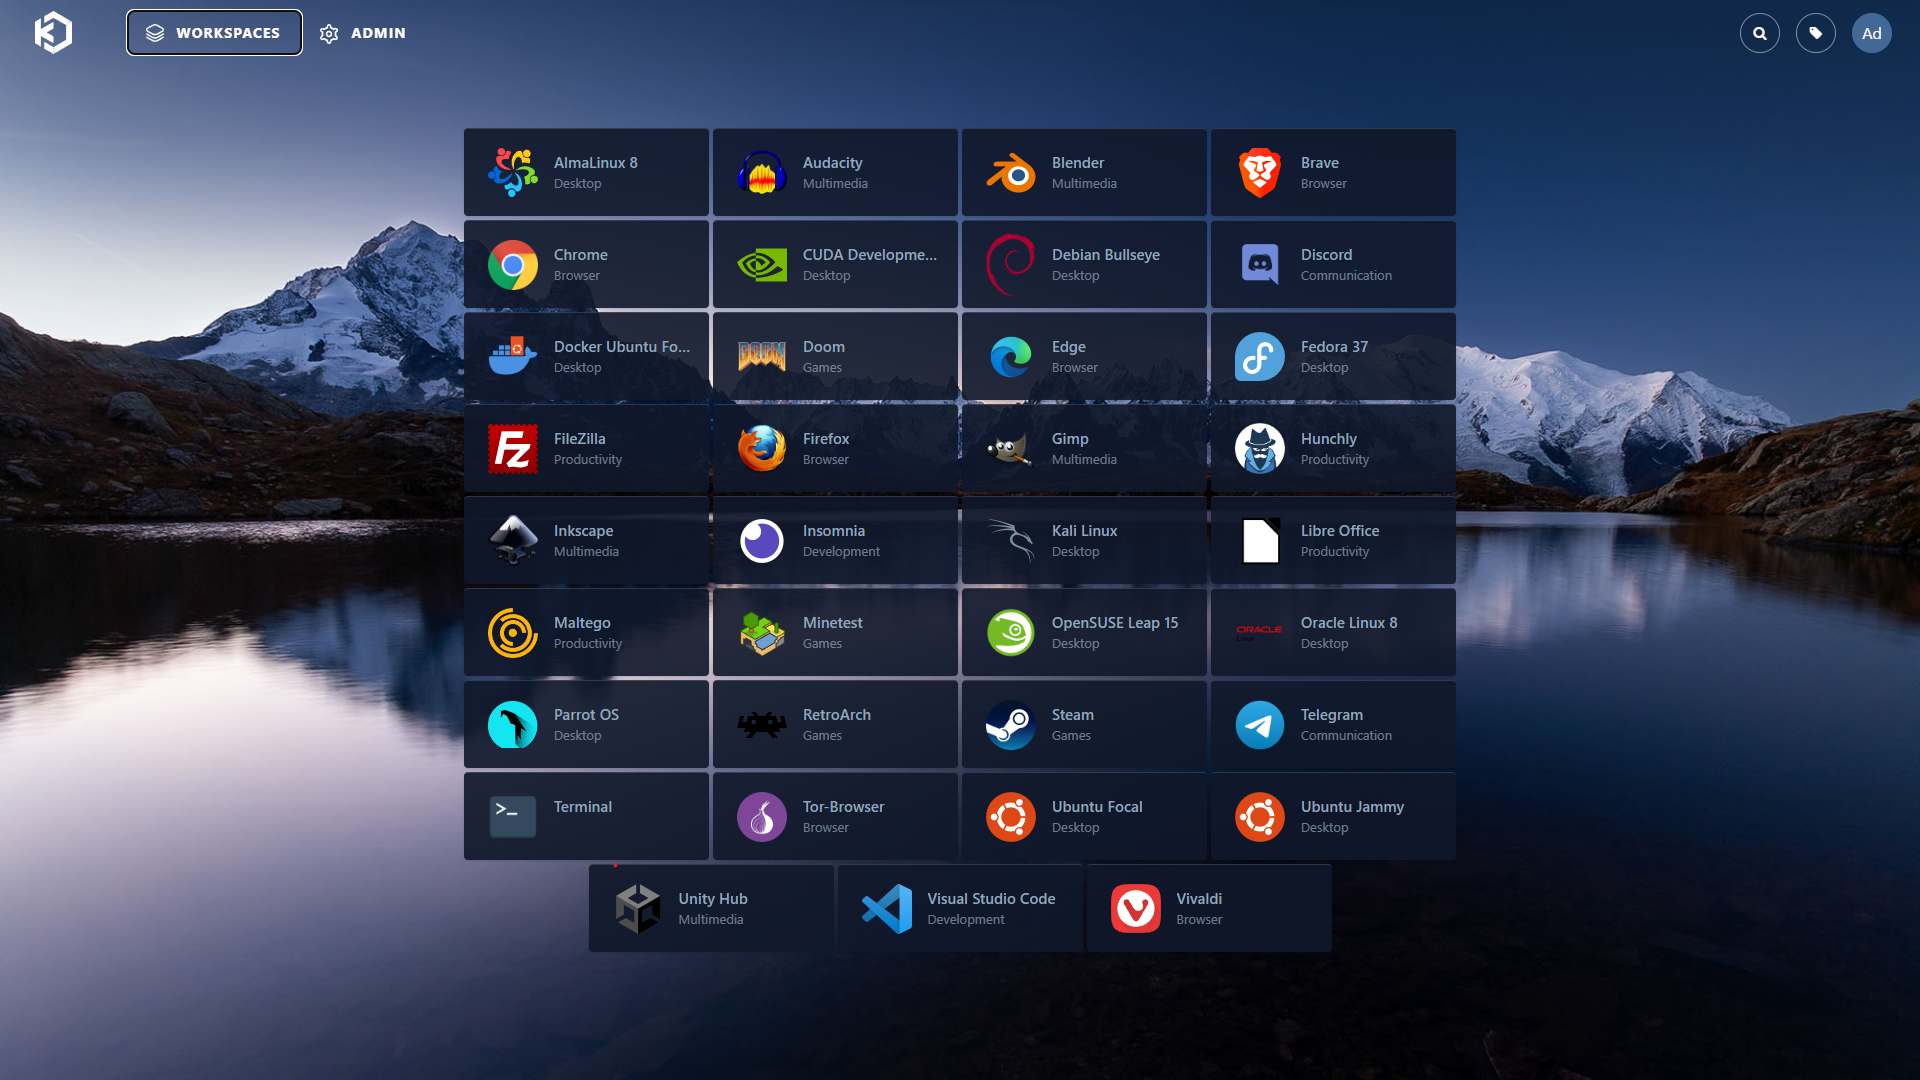 WORKSPACES
ADMIN
Ad
AlmaLinux 8
Desktop
Audacity
Multimedia
Blender
Multimedia
Brave
Browser
Chrome
Browser
CUDA Developme...
Desktop
Debian Bullseye
Desktop
Discord
Communication
Docker Ubuntu Fo...
Desktop
DOOM
Doom
Games
Edge
Browser
Fedora 37
Desktop
Fz
FileZilla
Productivity
Firefox
Browser
Gimp
Multimedia
Hunchly
Productivity
Inkscape
Multimedia
Insomnia
Development
Kali Linux
Desktop
Libre Office
Productivity
Maltego
Productivity
Minetest
Games
OpenSUSE Leap 15
Desktop
ORACLE
Linux
Oracle Linux 8
Desktop
Parrot OS
Desktop
RetroArch
Games
Steam
Games
Telegram
Communication
>_
Terminal
Tor-Browser
Browser
Ubuntu Focal
Desktop
Ubuntu Jammy
Desktop
Unity Hub
Multimedia
Visual Studio Code
Development
Vivaldi
Browser